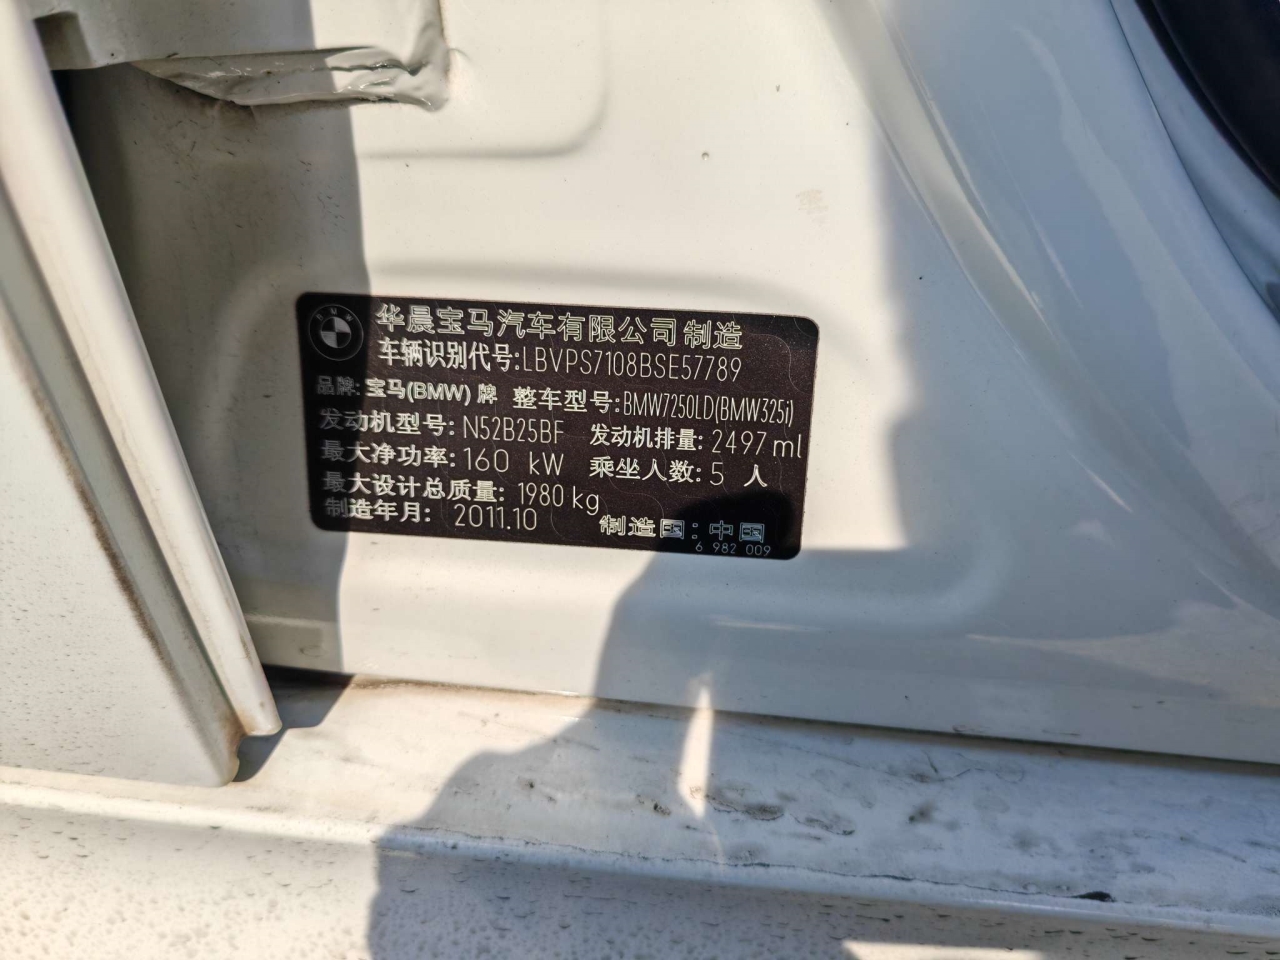 BMW
华晨宝马汽车有限公司制造
车辆识别代号:LBVPS7108BSE57789
品牌:宝马(BMW)牌 整车型号:BMW7250LD(BMW325i)
发动机型号:N52B25BF 发动机排量:2497 ml
最大净功率:160 kW 乘坐人数:5 人
最大设计总质量:1980 kg
制造年月:2011.10 制造国:中国
6 982 009